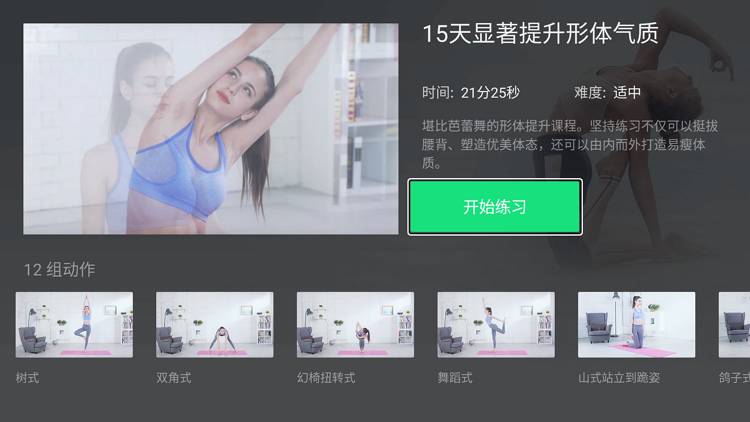 15天显著提升形体气质
时间: 21分25秒 难度: 适中
堪比芭蕾舞的形体提升课程。坚持练习不仅可以挺拔
腰背、塑造优美体态，还可以由内而外打造易瘦体
质。
开始练习
12 组动作
树式 双角式 幻椅扭转式 舞蹈式 山式站立到跪姿 鸽子式